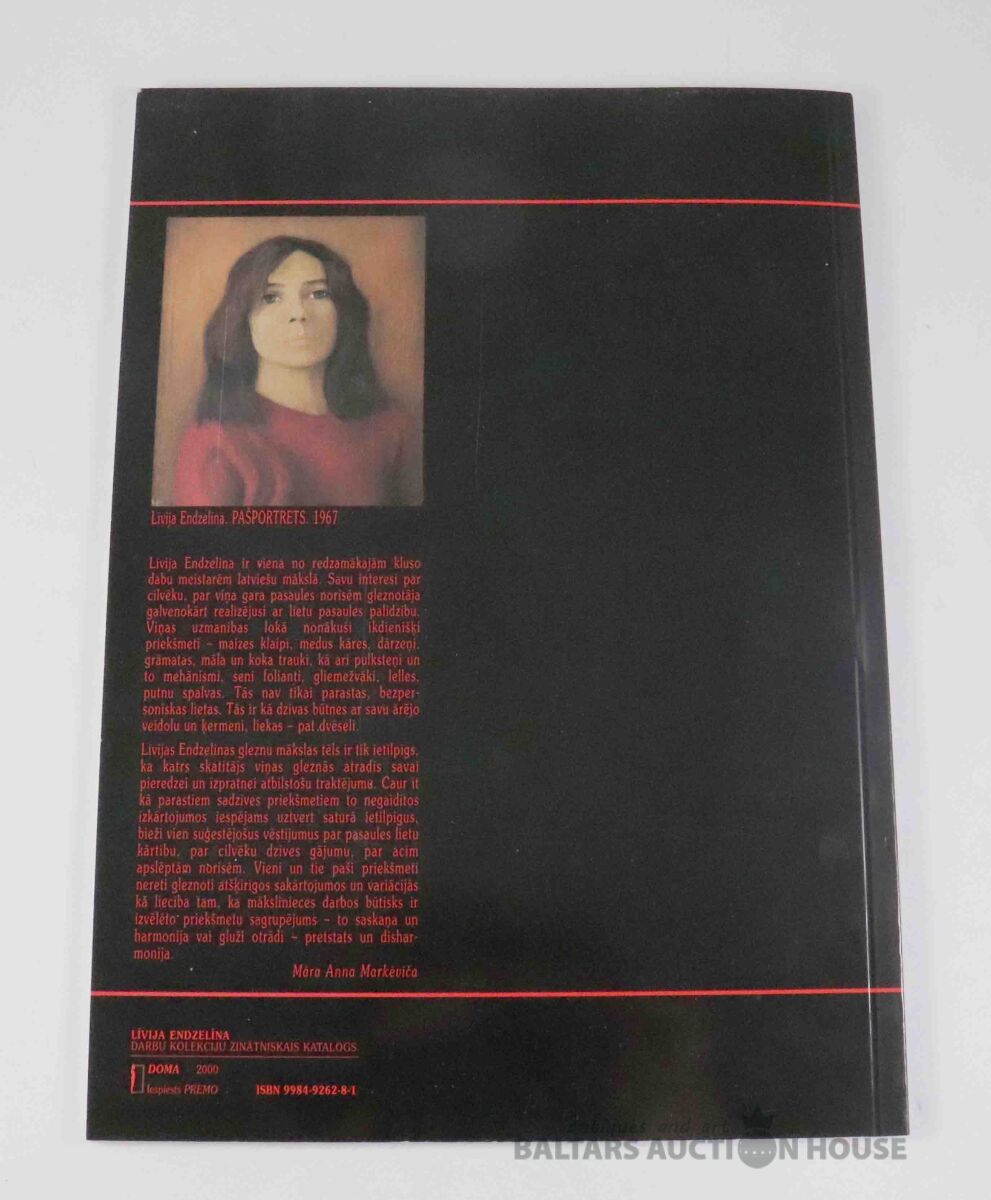 Līvija Endzelīna. PAŠPORTRETS. 1967
Līvija Endzelīna ir viena no redzamākajām kluso
dabu meistarēm latviešu mākslā. Savu interesi par
cilvēku, par viņa gara pasaules norisēm gleznotāja
galvenokārt realizējusi ar lietu pasaules palīdzību.
Viņas uzmanības lokā nonākuši ikdienišķi
priekšmeti – maizes klaipi, medus kāres, dārzeņi,
grāmatas, māla un koka trauki, kā arī pulksteņi un
to mehānismi, seni folianti, gliemežvāki, lelles,
putnu spalvas. Tās nav tikai parastas, bezper-
soniskas lietas. Tās ir kā dzīvas būtnes ar savu ārējo
veidolu un ķermeni, liekas – pat dvēseli.
Līvijas Endzelīnas gleznu mākslas tēls ir tik ietilpīgs,
ka katrs skatītājs viņas gleznās atradīs savai
pieredzei un izpratnei atbilstošu traktējumu. Caur it
kā parastiem sadzīves priekšmetiem to negaidītos
izkārtojumos iespējams uztvert saturā ietilpīgus,
bieži vien suģestējošus vēstījumus par pasaules lietu
kārtību, par cilvēku dzīves gājumu, par acīm
apslēptām norisēm. Vieni un tie paši priekšmeti
nereti gleznoti atšķirīgos sakārtojumos un variācijās
kā liecība tam, ka mākslinieces darbos būtisks ir
izvēlēto priekšmetu sagrupējums – to saskaņa un
harmonija vai gluži otrādi – pretstats un dishar-
monija.
Māra Anna Markēviča
LĪVIJA ENDZELĪNA
DARBU KOLEKCIJU ZINĀTNISKAIS KATALOGS
DOMA 2000
Iespiests PREMO ISBN 9984-9262-8-1
antiques and art
BALTARS AUCTION HOUSE